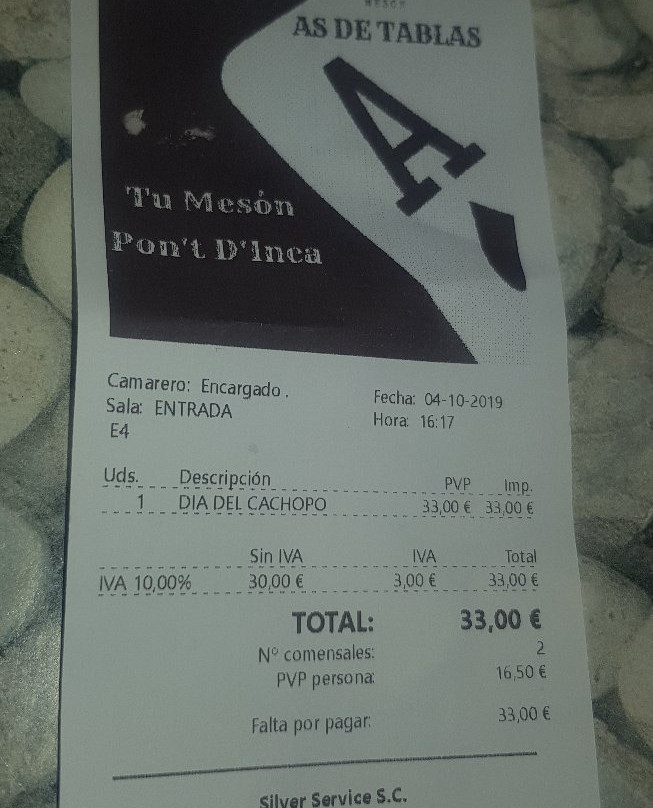 AS DE TABLAS
A
Tu Mesón
Pon't D'Inca
Camarero: Encargado .
Fecha: 04-10-2019
Sala: ENTRADA
Hora: 16:17
E4
Uds. Descripción PVP Imp.
1 DIA DEL CACHOPO 33,00 € 33,00 €
Sin IVA IVA Total
IVA 10,00% 30,00 € 3,00 € 33,00 €
TOTAL: 33,00 €
Nº comensales: 2
PVP persona: 16,50 €
Falta por pagar: 33,00 €
Silver Service S.C.